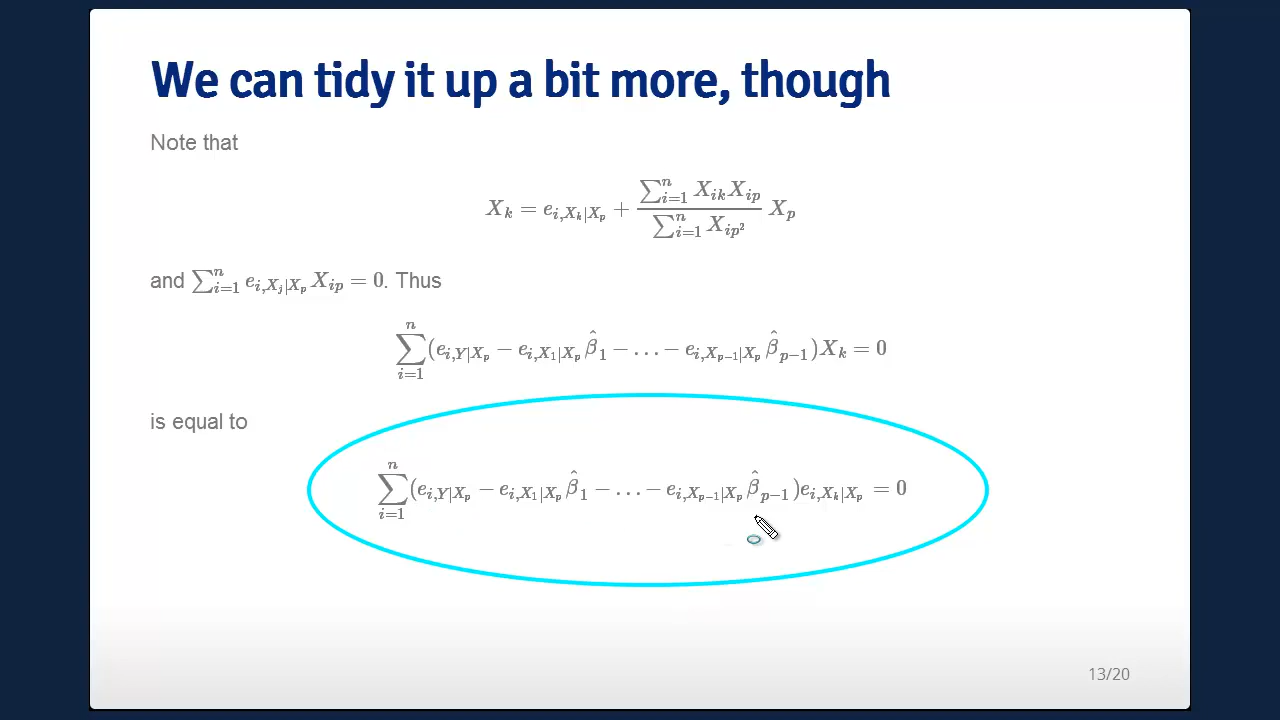 We can tidy it up a bit more, though
Note that
$X_k = e_{i,X_k|X_p} + \frac{\sum_{i=1}^{n} X_{ik} X_{ip}}{\sum_{i=1}^{n} X_{ip^2}} X_p$
and $\sum_{i=1}^{n} e_{i,X_j|X_p} X_{ip} = 0$. Thus
$\sum_{i=1}^{n} (e_{i,Y|X_p} - e_{i,X_1|X_p} \hat{\beta}_1 - \ldots - e_{i,X_{p-1}|X_p} \hat{\beta}_{p-1}) X_k = 0$
is equal to
$\sum_{i=1}^{n} (e_{i,Y|X_p} - e_{i,X_1|X_p} \hat{\beta}_1 - \ldots - e_{i,X_{p-1}|X_p} \hat{\beta}_{p-1}) e_{i,X_k|X_p} = 0$
13/20